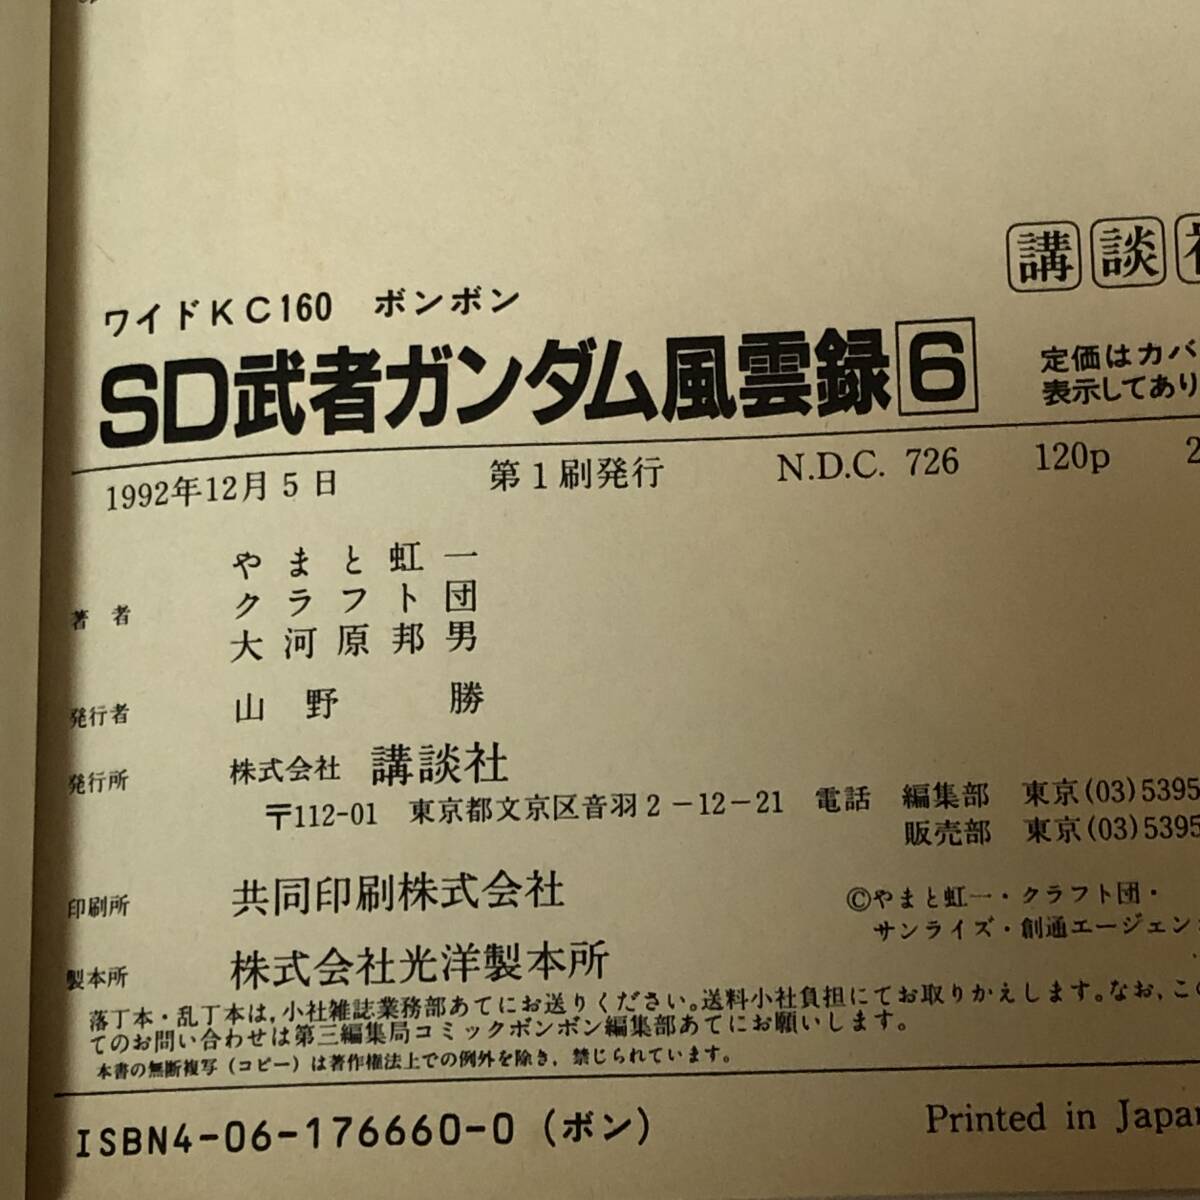 講談
ワイドKC160 ボンボン
SD武者ガンダム風雲録6
定価はカバ
表示してあり
1992年12月5日 第1刷発行 N.D.C. 726 120p 2
著者
やまと虹一
クラフト団
大河原邦男
発行者 山野 勝
発行所 株式会社 講談社
〒112-01 東京都文京区音羽2-12-21 電話 編集部 東京(03)5395
販売部 東京(03)5395
印刷所 共同印刷株式会社
©やまと虹一・クラフト団・
サンライズ・創通エージェン
製本所 株式会社光洋製本所
落丁本・乱丁本は,小社雑誌業務部あてにお送りください。送料小社負担にてお取りかえします。なお,この
てのお問い合わせは第三編集局コミックボンボン編集部あてにお願いします。
本書の無断複写(コピー)は著作権法上での例外を除き,禁じられています。
ISBN4-06-176660-0 (ボン)
Printed in Japan